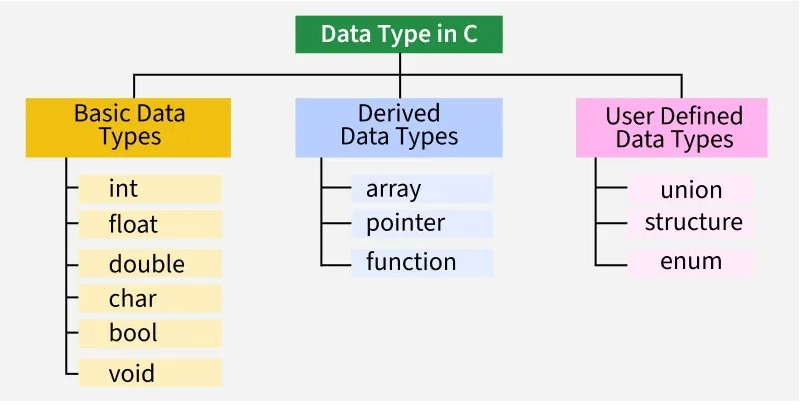 Data Type in C
Basic Data
Types
int
float
double
char
bool
void
Derived
Data Types
array
pointer
function
User Defined
Data Types
union
structure
enum